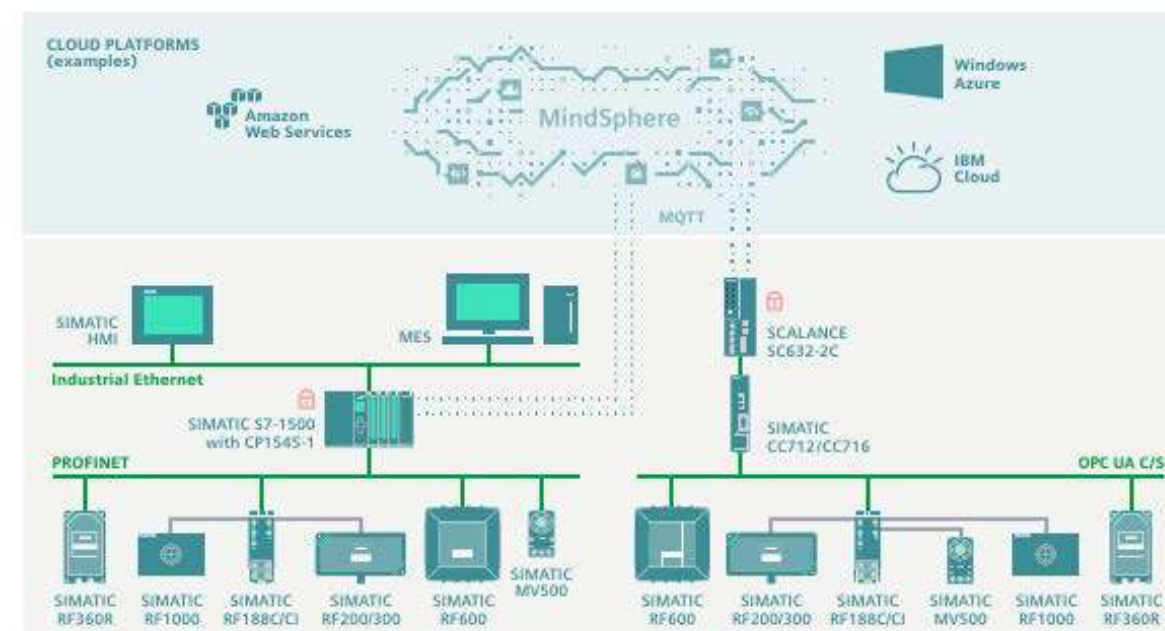 CLOUD PLATFORMS
(examples)
Amazon
Web Services
MindSphere
Windows
Azure
IBM
Cloud
MQTT
SIMATIC
HMI
MES
SCALANCE
SC632-2C
Industrial Ethernet
SIMATIC S7-1500
with CP1545-1
SIMATIC
CC712/CC716
PROFINET
OPC UA C/S
SIMATIC
RF360R
SIMATIC
RF1000
SIMATIC
RF188C/CI
SIMATIC
RF200/300
SIMATIC
RF600
SIMATIC
MV500
SIMATIC
RF600
SIMATIC
RF200/300
SIMATIC
RF188C/CI
SIMATIC
MV500
SIMATIC
RF1000
SIMATIC
RF360R